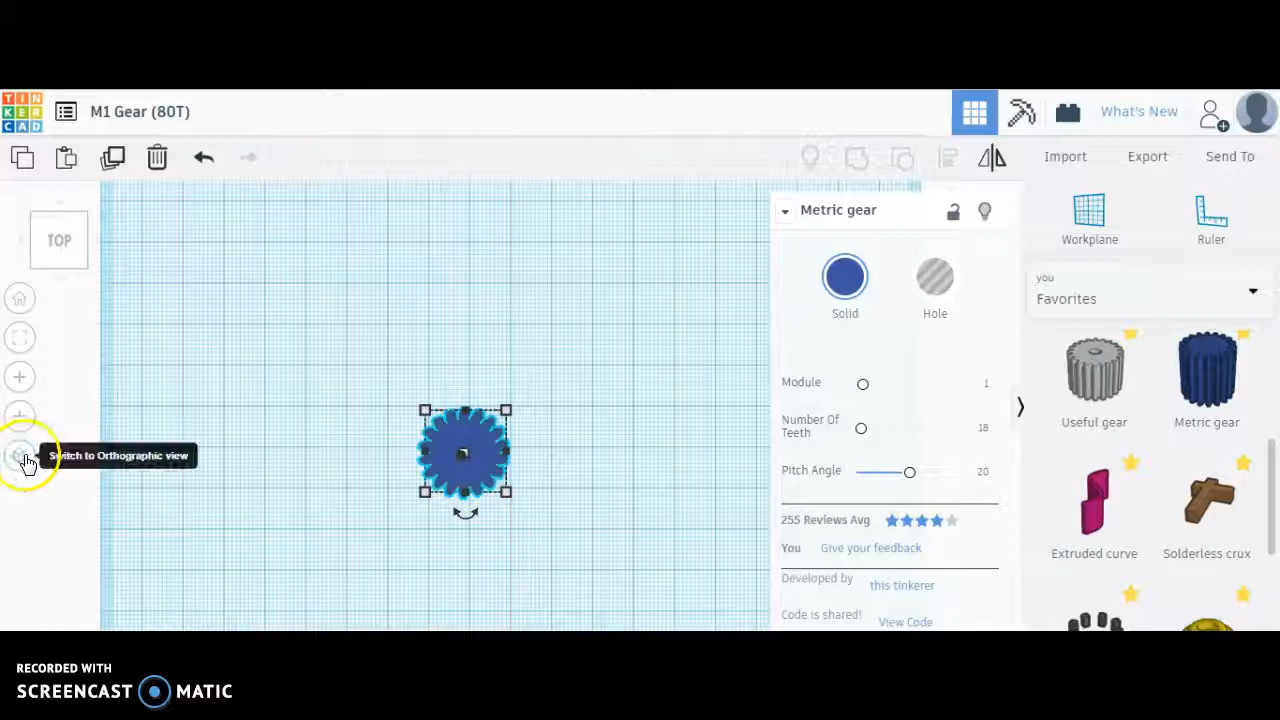 TIN
KER
CAD
M1 Gear (80T)
What's New
Import
Export
Send To
TOP
Metric gear
Workplane
Ruler
you
Favorites
Solid
Hole
Useful gear
Metric gear
Module
1
Number Of
Teeth
18
Pitch Angle
20
Switch to Orthographic view
255 Reviews Avg
You
Give your feedback
Extruded curve
Solderless crux
Developed by
this tinkerer
Code is shared!
View Code
RECORDED WITH
SCREENCAST MATIC